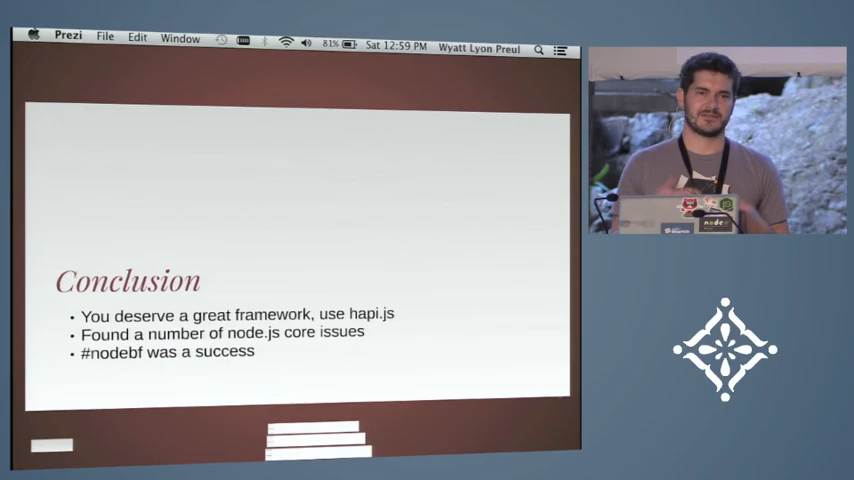 Prezi File Edit Window 81% Sat 12:59 PM Wyatt Lyon Preul
Conclusion
• You deserve a great framework, use hapi.js
• Found a number of node.js core issues
• #nodebf was a success
node